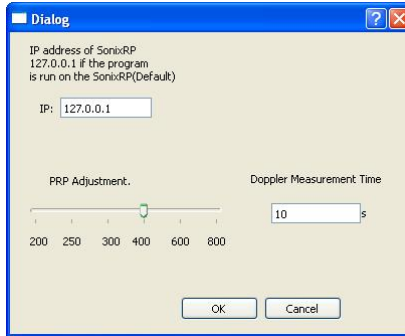 Dialog
IP address of SonixRP
127.0.0.1 if the program
is run on the SonixRP(Default)
IP: 127.0.0.1
PRP Adjustment.
Doppler Measurement Time
10 s
200 250 300 400 600 800
OK Cancel